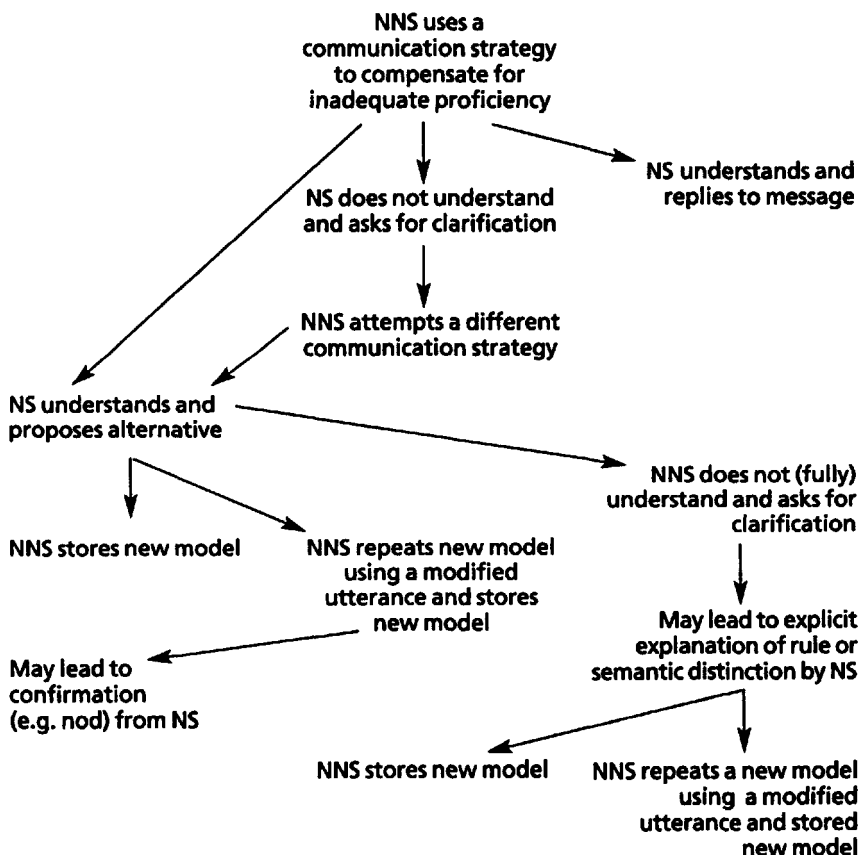 NNS uses a
communication strategy
to compensate for
inadequate proficiency
NS understands and
replies to message
NS does not understand
and asks for clarification
NNS attempts a different
communication strategy
NS understands and
proposes alternative
NNS does not (fully)
understand and asks for
clarification
NNS stores new model
NNS repeats new model
using a modified
utterance and stores
new model
May lead to explicit
explanation of rule or
semantic distinction by NS
May lead to
confirmation
(e.g. nod) from NS
NNS stores new model
NNS repeats a new model
using a modified
utterance and stored
new model